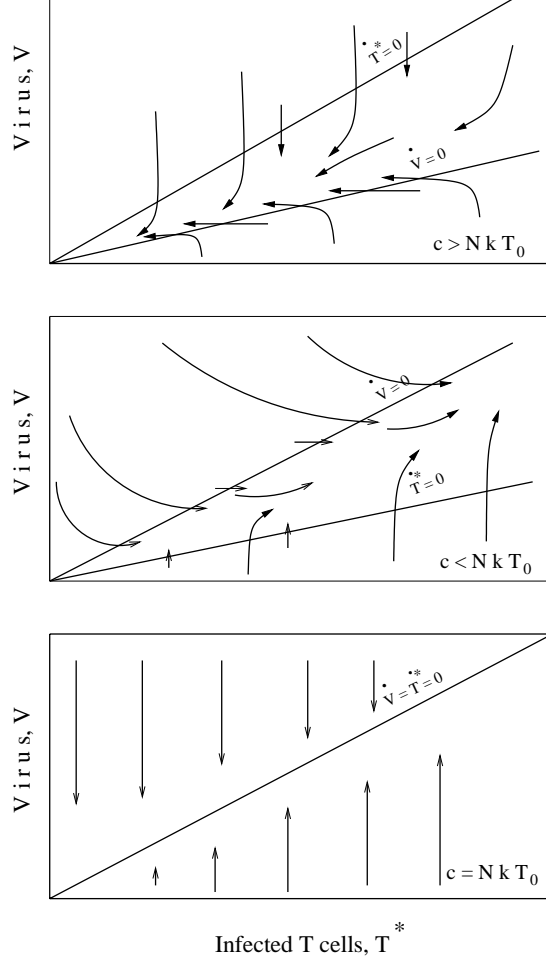 Virus, V
Ṫ* = 0
V̇ = 0
c > N k T₀
Virus, V
V̇ = 0
Ṫ* = 0
c < N k T₀
Virus, V
V̇ = Ṫ* = 0
c = N k T₀
Infected T cells, T*